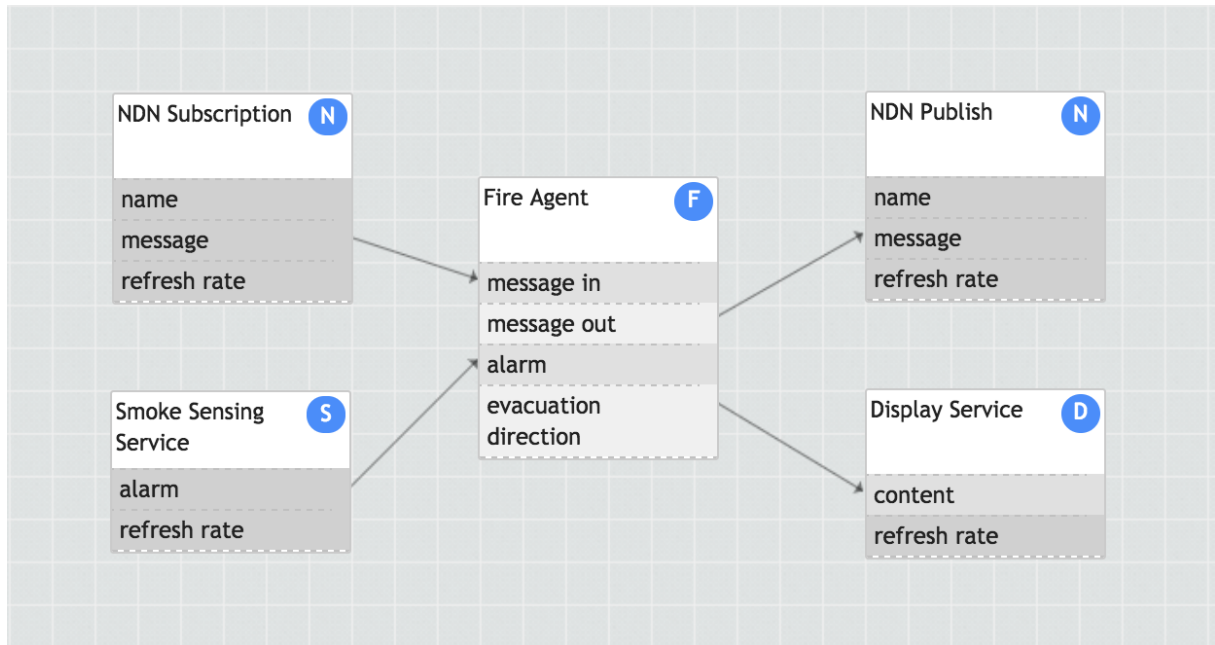 NDN Subscription
N
name
message
refresh rate
Smoke Sensing
Service
S
alarm
refresh rate
Fire Agent
F
message in
message out
alarm
evacuation
direction
NDN Publish
N
name
message
refresh rate
Display Service
D
content
refresh rate